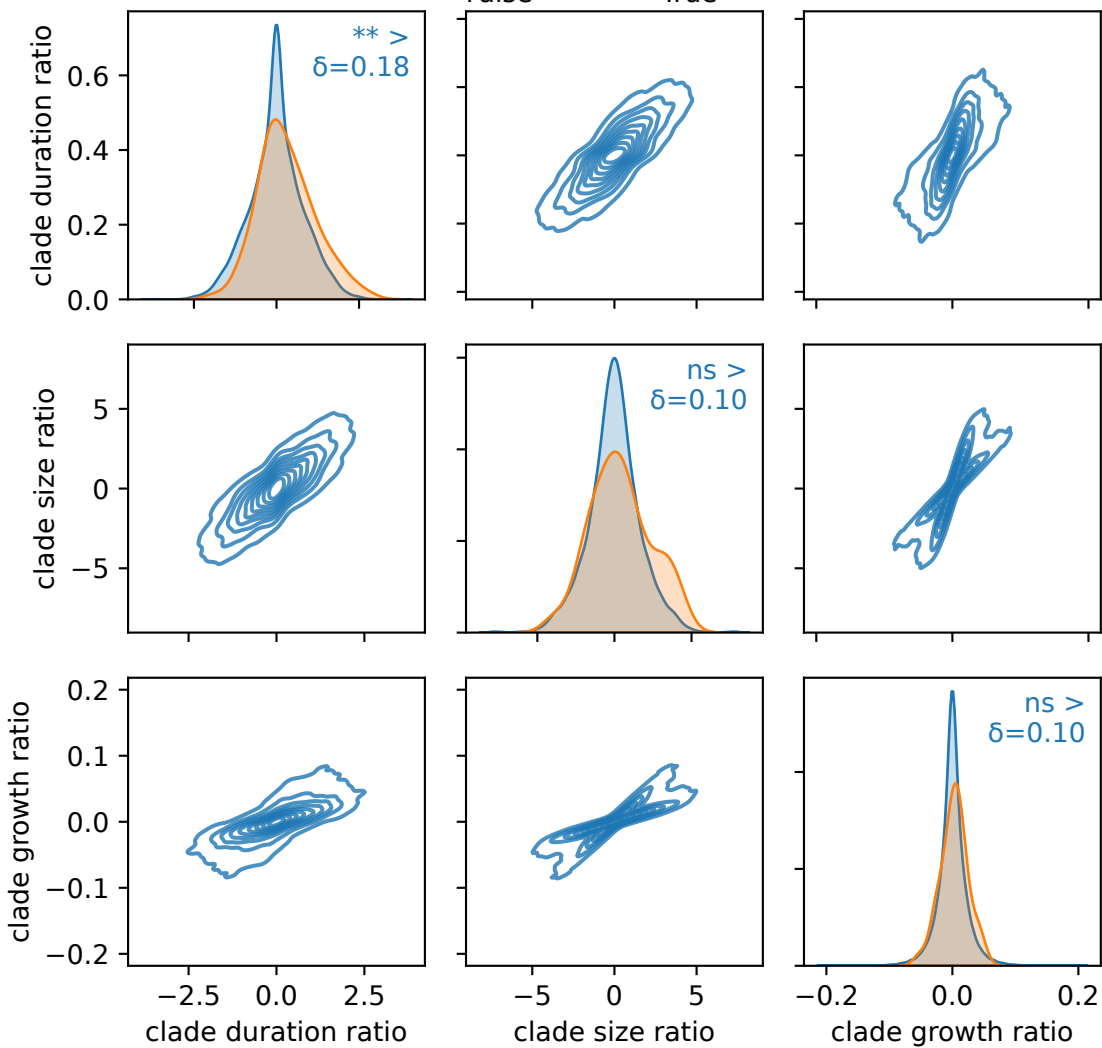 False True
** >
δ=0.18
clade duration ratio
0.6
0.4
0.2
0.0
ns >
δ=0.10
clade size ratio
5
0
−5
ns >
δ=0.10
clade growth ratio
0.2
0.1
0.0
−0.1
−0.2
−2.5 0.0 2.5
−5 0 5
−0.2 0.0 0.2
clade duration ratio
clade size ratio
clade growth ratio